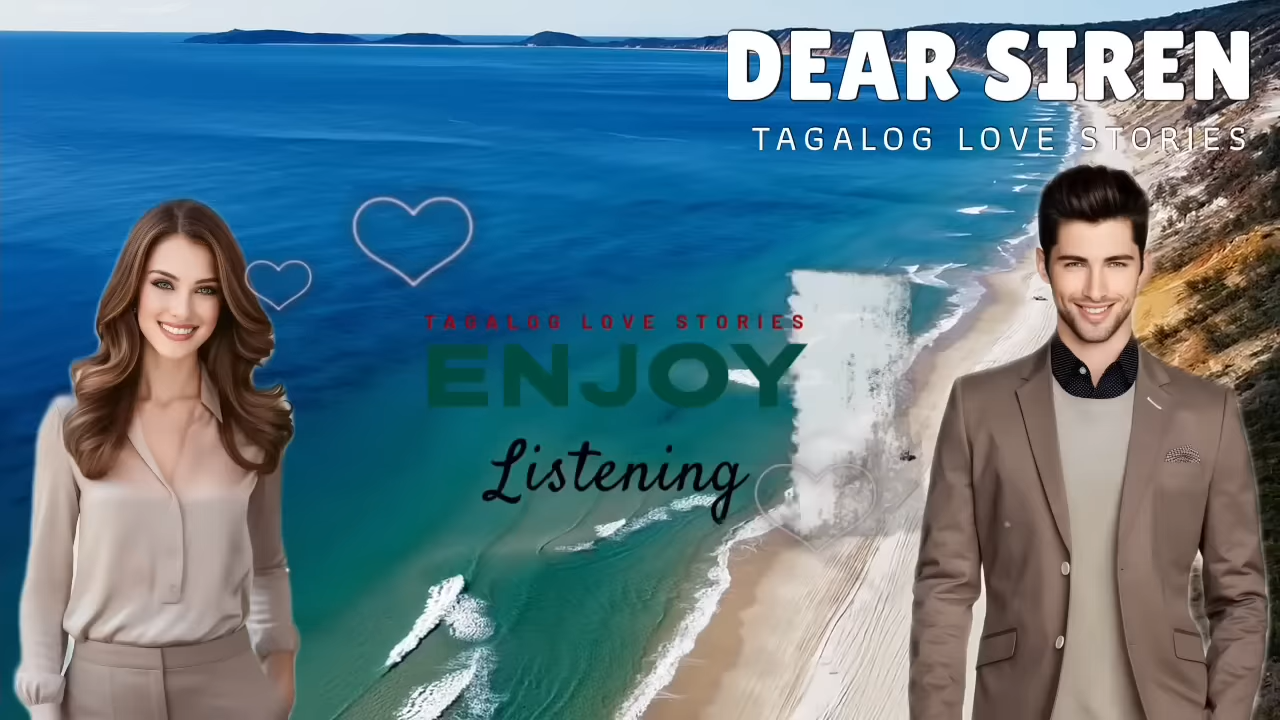 DEAR SIREN
TAGALOG LOVE STORIES
TAGALOG LOVE STORIES
ENJOY
Listening